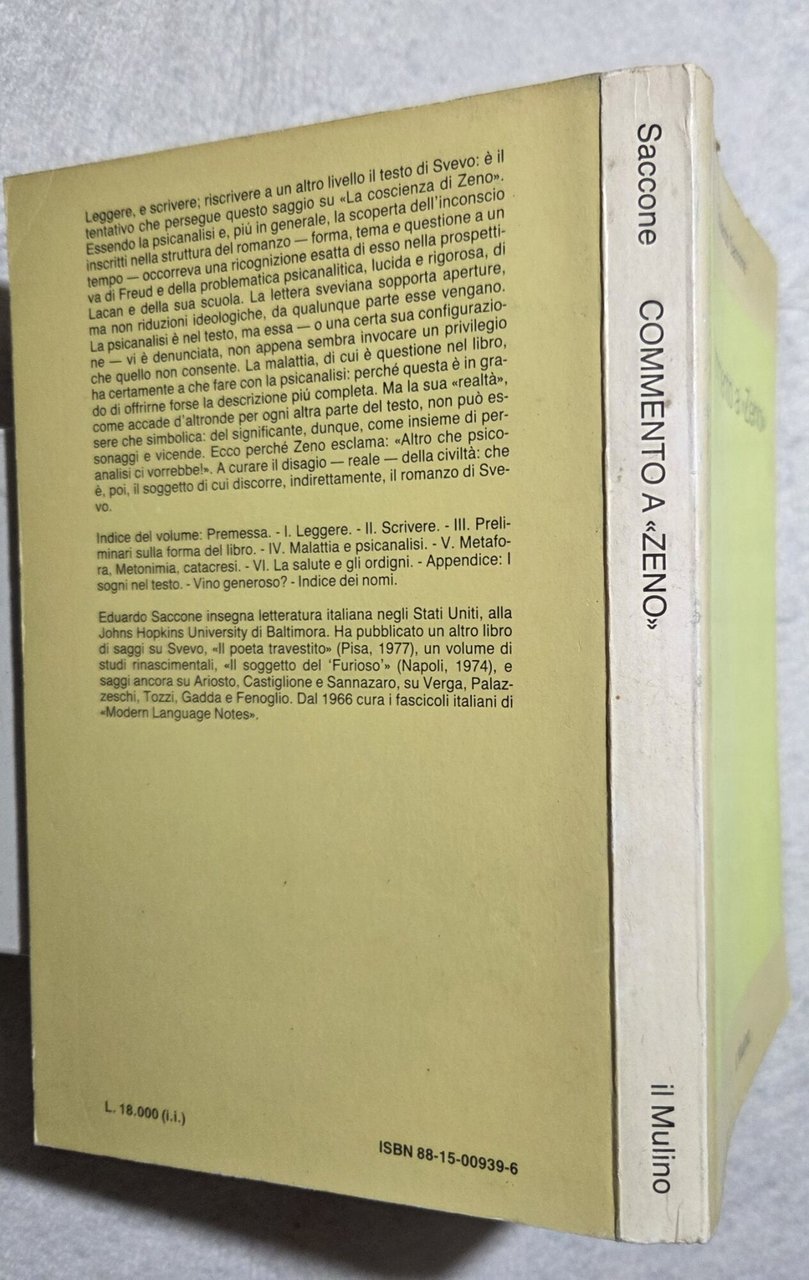 Leggere, e scrivere; riscrivere a un altro livello il testo di Svevo: è il
tentativo che persegue questo saggio su «La coscienza di Zeno».
Essendo la psicanalisi e, piú in generale, la scoperta dell'inconscio
inscritti nella struttura del romanzo — forma, tema e questione a un
tempo — occorreva una ricognizione esatta di esso nella prospetti-
va di Freud e della problematica psicanalitica, lucida e rigorosa, di
Lacan e della sua scuola. La lettera sveviana sopporta aperture,
ma non riduzioni ideologiche, da qualunque parte esse vengano.
La psicanalisi è nel testo, ma essa — o una certa sua configurazio-
ne — vi è denunciata, non appena sembra invocare un privilegio
che quello non consente. La malattia, di cui è questione nel libro,
ha certamente a che fare con la psicanalisi: perché questa è in gra-
do di offrirne forse la descrizione piú completa. Ma la sua «realtà»,
come accade d'altronde per ogni altra parte del testo, non può es-
sere che simbolica: del significante, dunque, come insieme di per-
sonaggi e vicende. Ecco perché Zeno esclama: «Altro che psico-
analisi ci vorrebbe!». A curare il disagio — reale — della civiltà: che
è, poi, il soggetto di cui discorre, indirettamente, il romanzo di Sve-
vo.
Indice del volume: Premessa. - I. Leggere. - II. Scrivere. - III. Preli-
minari sulla forma del libro. - IV. Malattia e psicanalisi. - V. Metafo-
ra, Metonimia, catacresi. - VI. La salute e gli ordigni. - Appendice: I
sogni nel testo. - Vino generoso? - Indice dei nomi.
Eduardo Saccone insegna letteratura italiana negli Stati Uniti, alla
Johns Hopkins University di Baltimora. Ha pubblicato un altro libro
di saggi su Svevo, «Il poeta travestito» (Pisa, 1977), un volume di
studi rinascimentali, «Il soggetto del 'Furioso'» (Napoli, 1974), e
saggi ancora su Ariosto, Castiglione e Sannazaro, su Verga, Palaz-
zeschi, Tozzi, Gadda e Fenoglio. Dal 1966 cura i fascicoli italiani di
«Modern Language Notes».
L. 18.000 (i.i.)
ISBN 88-15-00939-6
Saccone COMMENTO A «ZENO» il Mulino